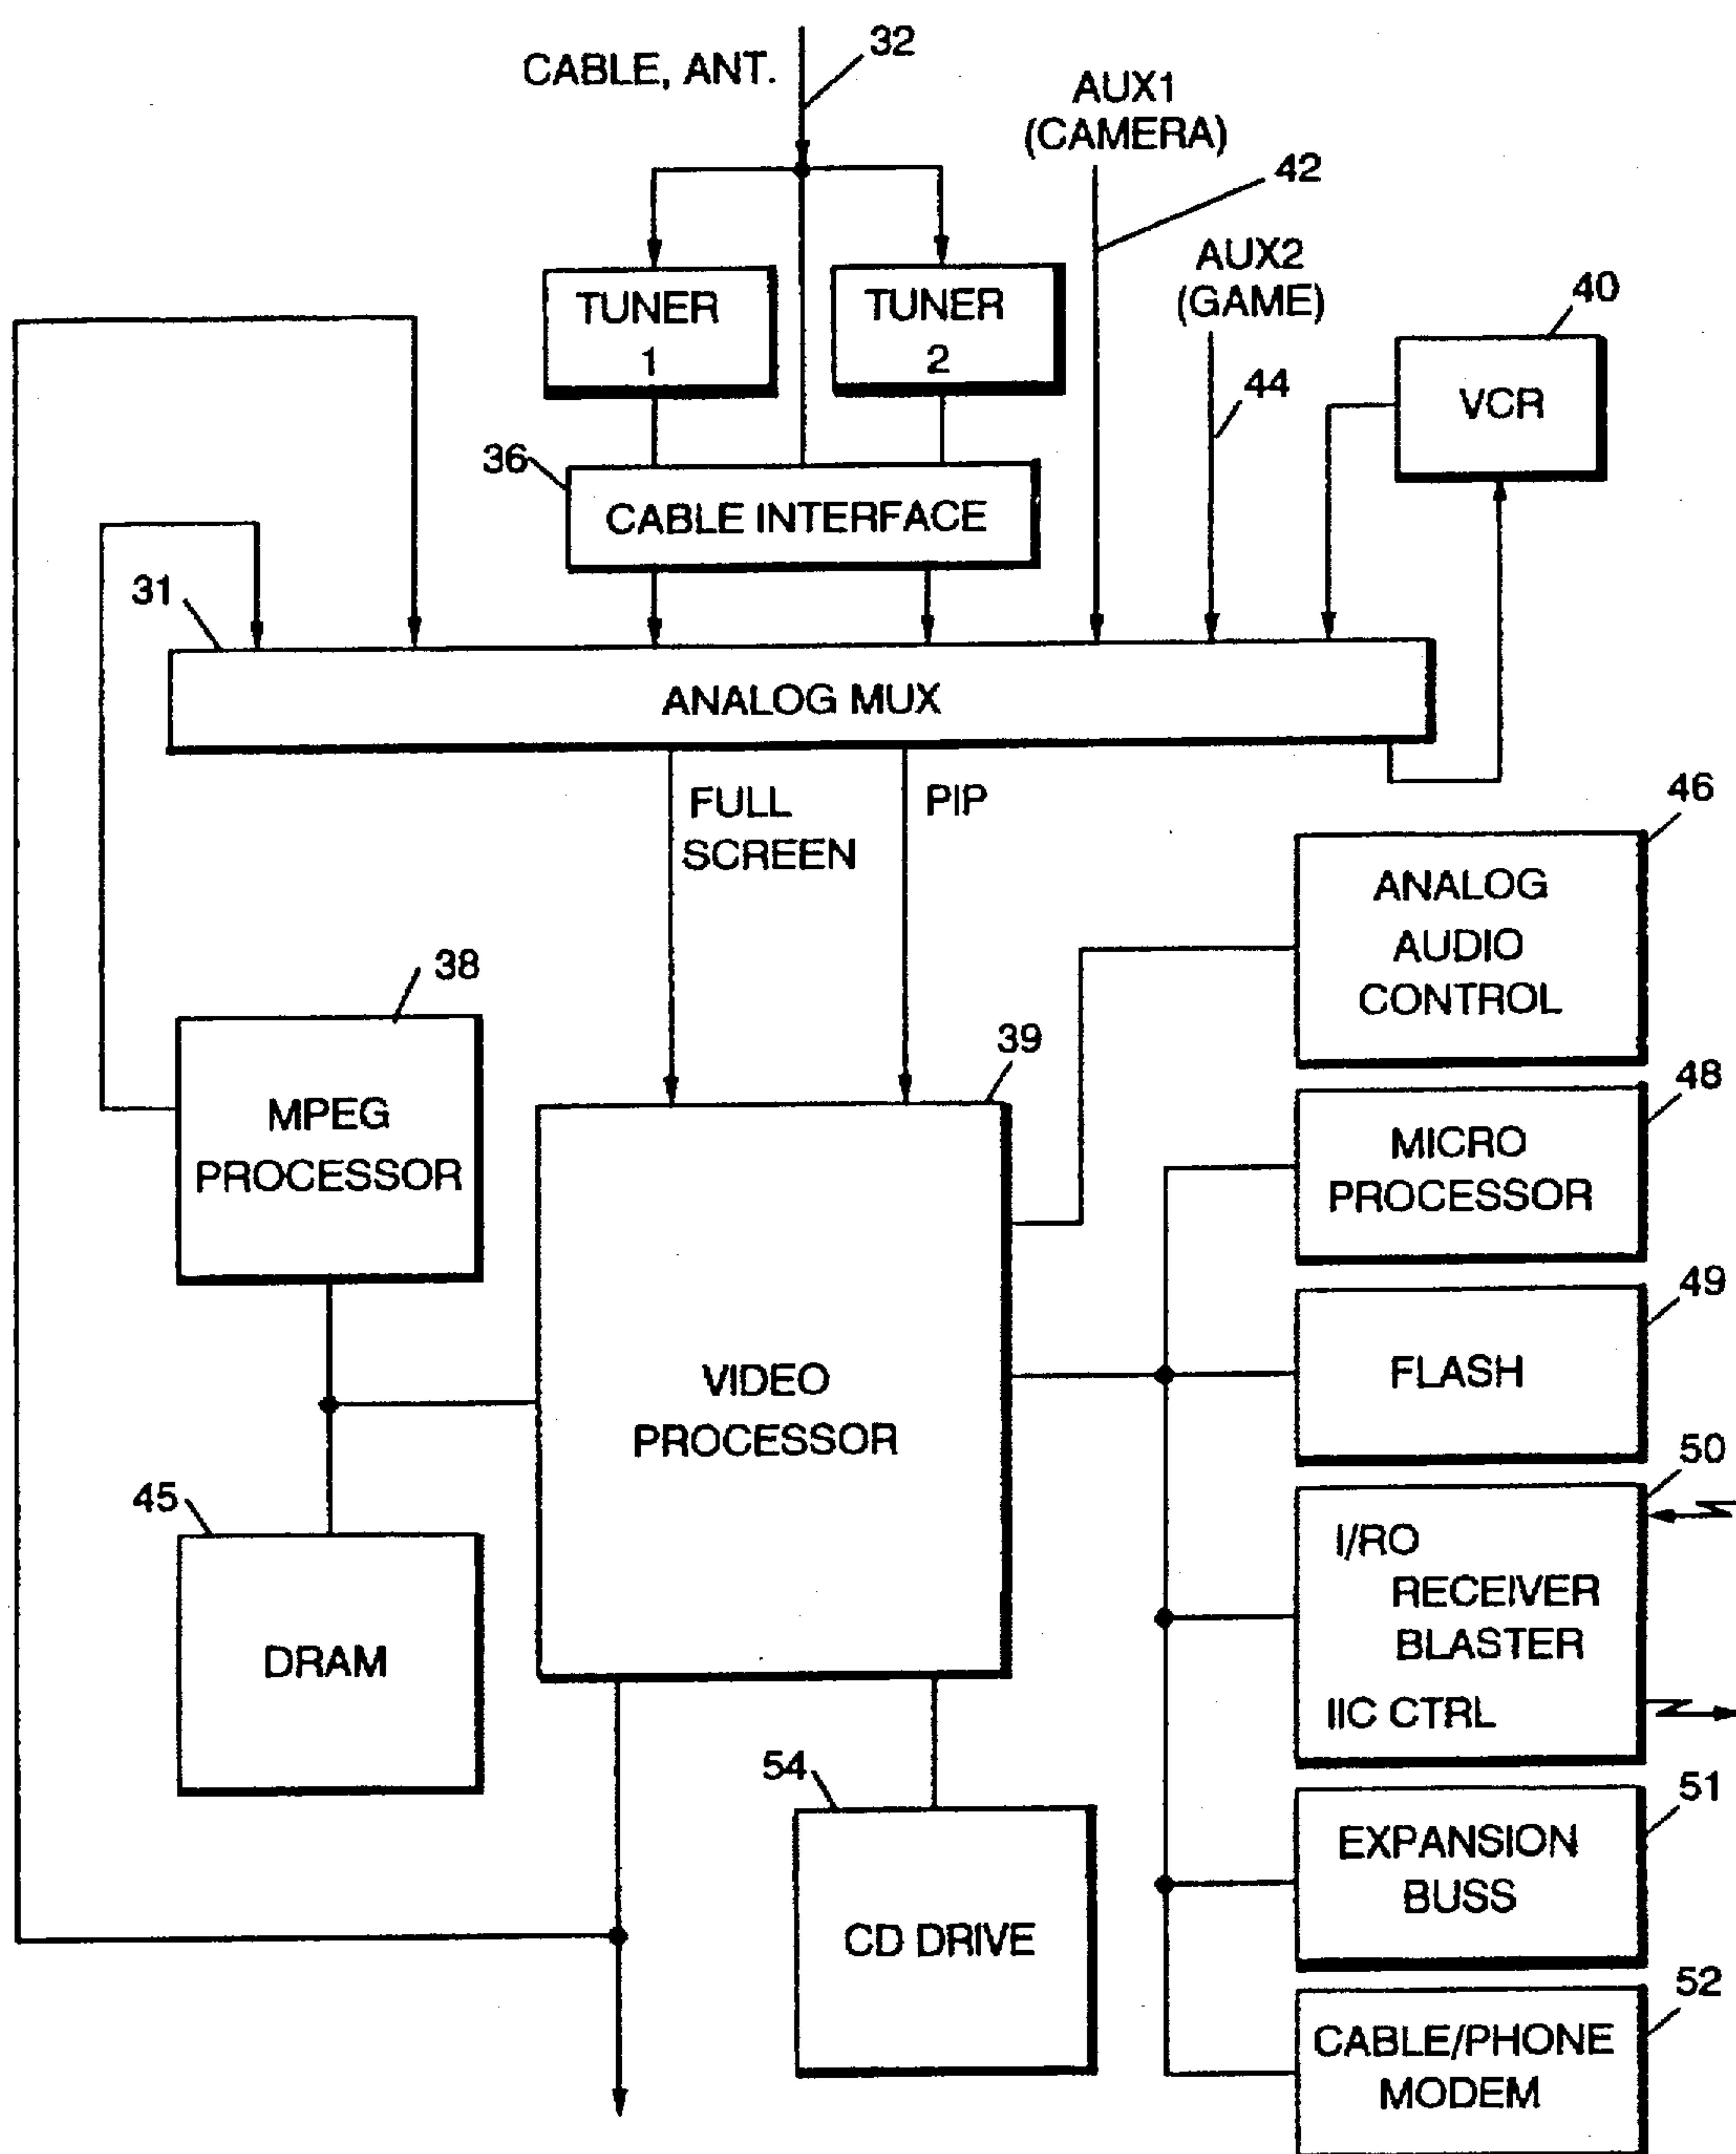 CABLE, ANT.
32
AUX1
(CAMERA)
42
AUX2
(GAME)
44
40
VCR
TUNER
1
TUNER
2
36
CABLE INTERFACE
31
ANALOG MUX
FULL
SCREEN
PIP
46
ANALOG
AUDIO
CONTROL
38
MPEG
PROCESSOR
39
VIDEO
PROCESSOR
48
MICRO
PROCESSOR
49
FLASH
45
DRAM
50
I/RO
RECEIVER
BLASTER
IIC CTRL
54
CD DRIVE
51
EXPANSION
BUSS
52
CABLE/PHONE
MODEM